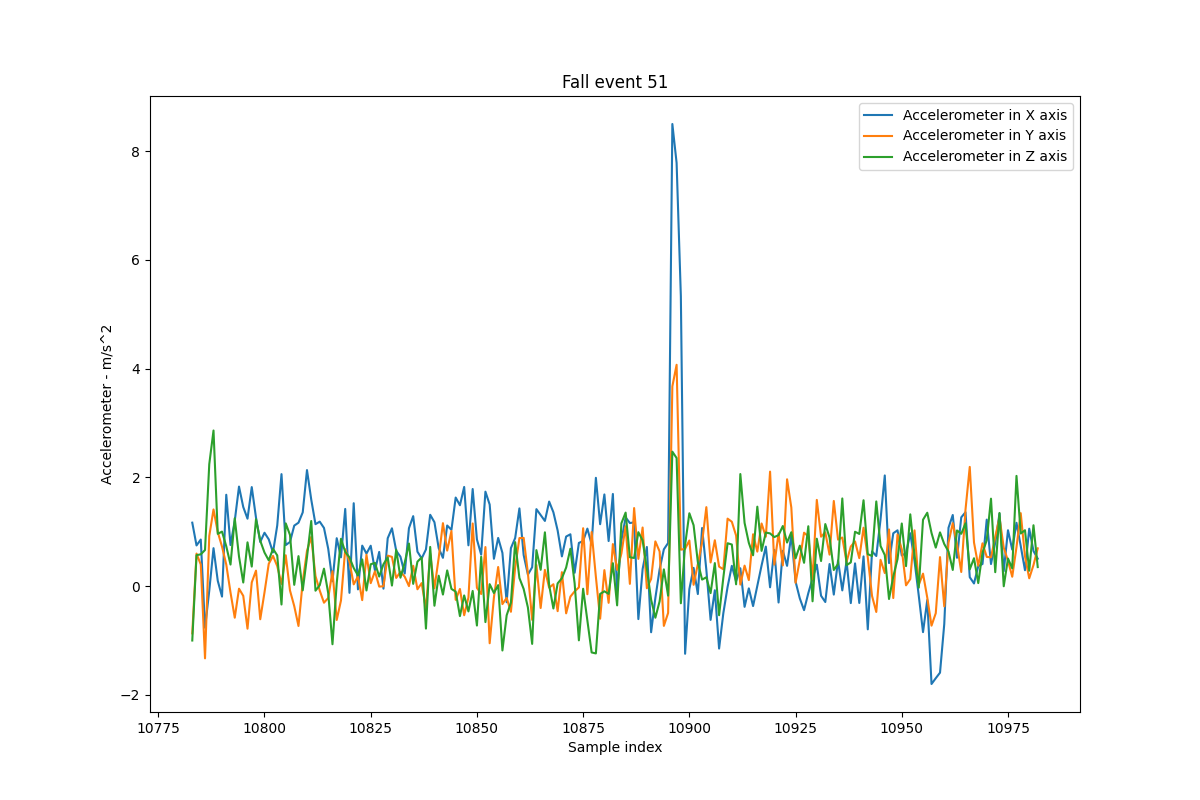 Fall event 51
Accelerometer in X axis
Accelerometer in Y axis
Accelerometer in Z axis
Accelerometer - m/s^2
8
6
4
2
0
−2
10775 10800 10825 10850 10875 10900 10925 10950 10975
Sample index